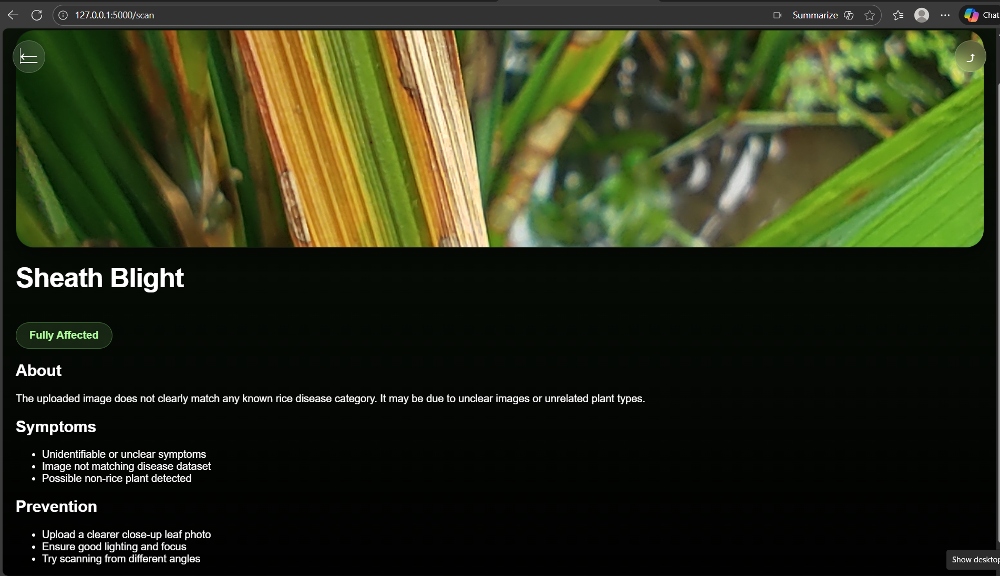 127.0.0.1:5000/scan
Summarize
Chat
Sheath Blight
Fully Affected
About
The uploaded image does not clearly match any known rice disease category. It may be due to unclear images or unrelated plant types.
Symptoms
• Unidentifiable or unclear symptoms
• Image not matching disease dataset
• Possible non-rice plant detected
Prevention
• Upload a clearer close-up leaf photo
• Ensure good lighting and focus
• Try scanning from different angles
Show desktop